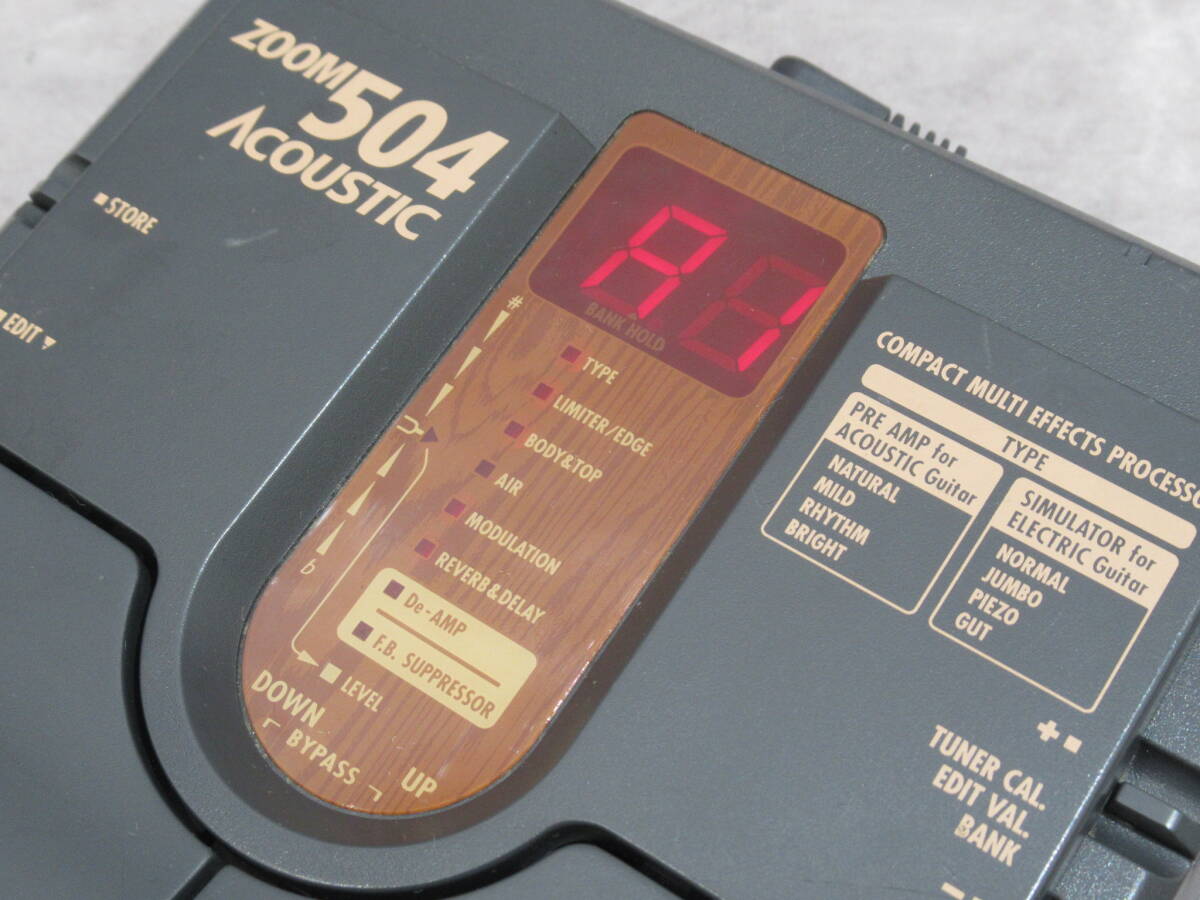 ZOOM 504
ACOUSTIC
STORE
EDIT
A1
BANK HOLD
#
TYPE
LIMITER/EDGE
BODY&TOP
AIR
MODULATION
REVERB&DELAY
De-AMP
F.B. SUPPRESSOR
♭
LEVEL
DOWN
BYPASS
UP
COMPACT MULTI EFFECTS PROCESSO
TYPE
PRE AMP for
ACOUSTIC Guitar
NATURAL
MILD
RHYTHM
BRIGHT
SIMULATOR for
ELECTRIC Guitar
NORMAL
JUMBO
PIEZO
GUT
+
TUNER CAL.
EDIT VAL.
BANK
−